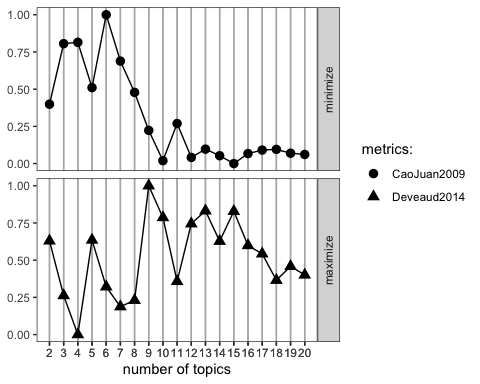 1.00
0.75
0.50
0.25
0.00
minimize
1.00
0.75
0.50
0.25
0.00
maximize
2 3 4 5 6 7 8 9 10 11 12 13 14 15 16 17 18 19 20
number of topics
metrics:
CaoJuan2009
Deveaud2014